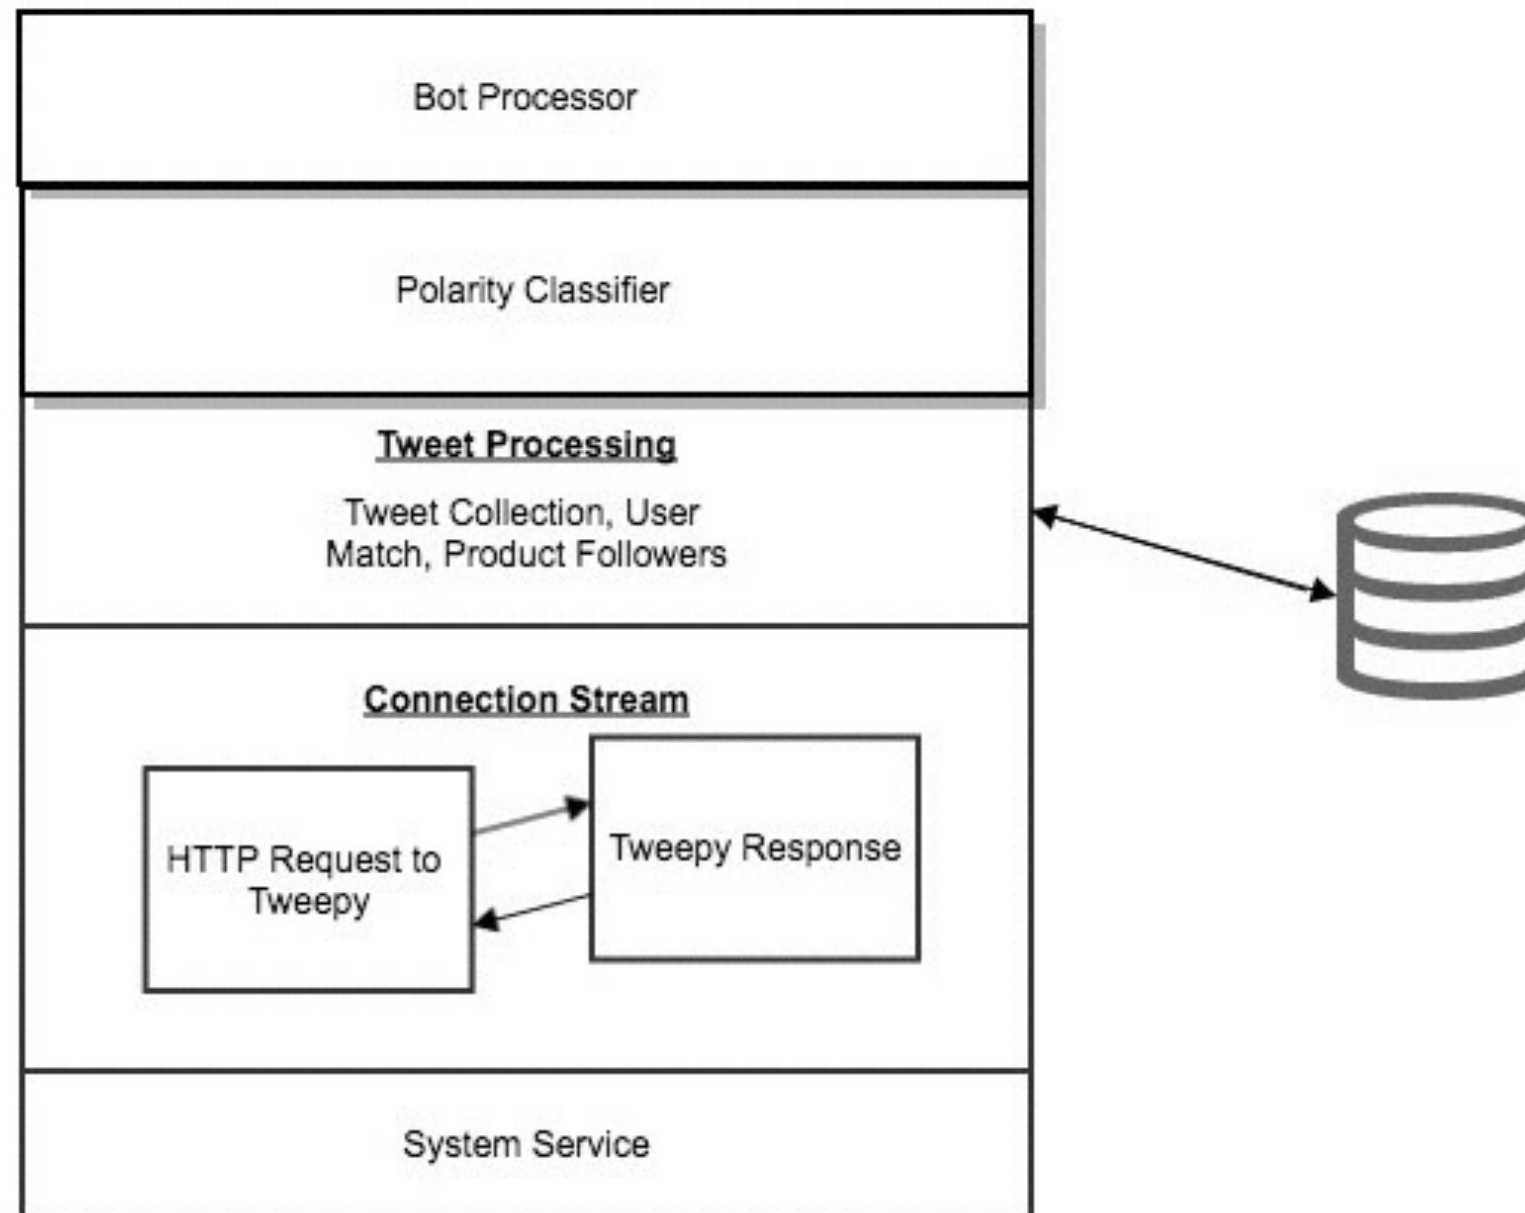 Bot Processor
Polarity Classifier
Tweet Processing
Tweet Collection, User
Match, Product Followers
Connection Stream
HTTP Request to
Tweepy
Tweepy Response
System Service